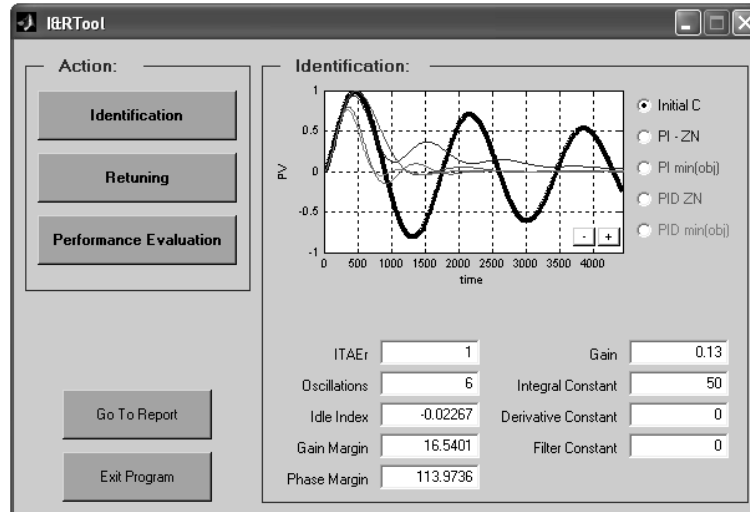 I&RTool
Action:
Identification
Retuning
Performance Evaluation
Go To Report
Exit Program
Identification:
PV
1
0.5
0
-0.5
-1
0 500 1000 1500 2000 2500 3000 3500 4000
time
- +
Initial C
PI - ZN
PI min(obj)
PID ZN
PID min(obj)
ITAEr 1
Oscillations 6
Idle Index -0.02267
Gain Margin 16.5401
Phase Margin 113.9736
Gain 0.13
Integral Constant 50
Derivative Constant 0
Filter Constant 0